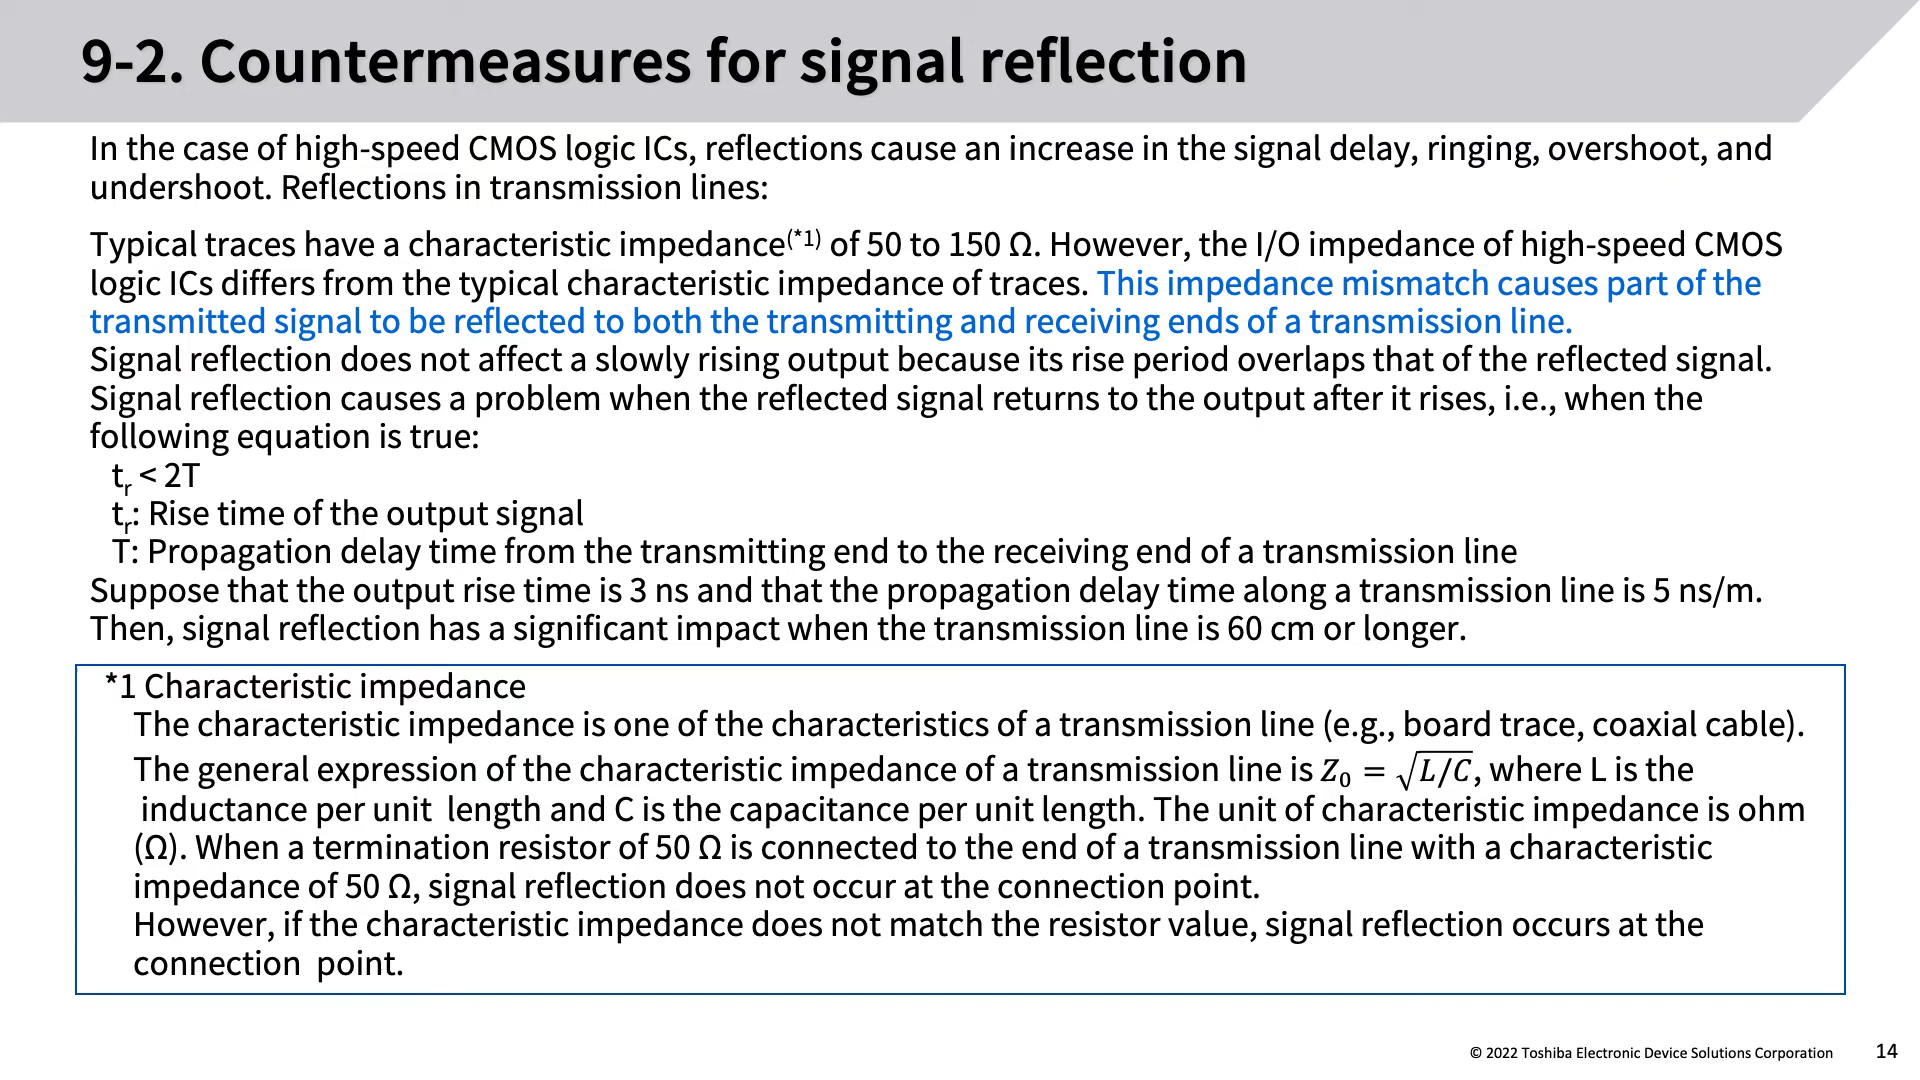 9-2. Countermeasures for signal reflection
In the case of high-speed CMOS logic ICs, reflections cause an increase in the signal delay, ringing, overshoot, and
undershoot. Reflections in transmission lines:
Typical traces have a characteristic impedance(*1) of 50 to 150 Ω. However, the I/O impedance of high-speed CMOS
logic ICs differs from the typical characteristic impedance of traces. This impedance mismatch causes part of the
transmitted signal to be reflected to both the transmitting and receiving ends of a transmission line.
Signal reflection does not affect a slowly rising output because its rise period overlaps that of the reflected signal.
Signal reflection causes a problem when the reflected signal returns to the output after it rises, i.e., when the
following equation is true:
tr < 2T
tr: Rise time of the output signal
T: Propagation delay time from the transmitting end to the receiving end of a transmission line
Suppose that the output rise time is 3 ns and that the propagation delay time along a transmission line is 5 ns/m.
Then, signal reflection has a significant impact when the transmission line is 60 cm or longer.
*1 Characteristic impedance
The characteristic impedance is one of the characteristics of a transmission line (e.g., board trace, coaxial cable).
The general expression of the characteristic impedance of a transmission line is Z₀ = √L/C, where L is the
inductance per unit length and C is the capacitance per unit length. The unit of characteristic impedance is ohm
(Ω). When a termination resistor of 50 Ω is connected to the end of a transmission line with a characteristic
impedance of 50 Ω, signal reflection does not occur at the connection point.
However, if the characteristic impedance does not match the resistor value, signal reflection occurs at the
connection point.
© 2022 Toshiba Electronic Device Solutions Corporation 14